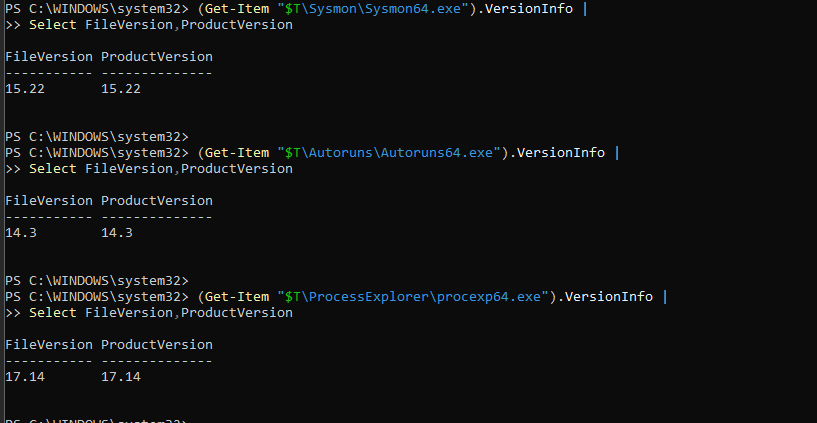 PS C:\WINDOWS\system32> (Get-Item "$T\Sysmon\Sysmon64.exe").VersionInfo |
>> Select FileVersion,ProductVersion
FileVersion ProductVersion
----------- --------------
15.22       15.22
PS C:\WINDOWS\system32>
PS C:\WINDOWS\system32> (Get-Item "$T\Autoruns\Autoruns64.exe").VersionInfo |
>> Select FileVersion,ProductVersion
FileVersion ProductVersion
----------- --------------
14.3        14.3
PS C:\WINDOWS\system32>
PS C:\WINDOWS\system32> (Get-Item "$T\ProcessExplorer\procexp64.exe").VersionInfo |
>> Select FileVersion,ProductVersion
FileVersion ProductVersion
----------- --------------
17.14       17.14
PS C:\WINDOWS\system32>